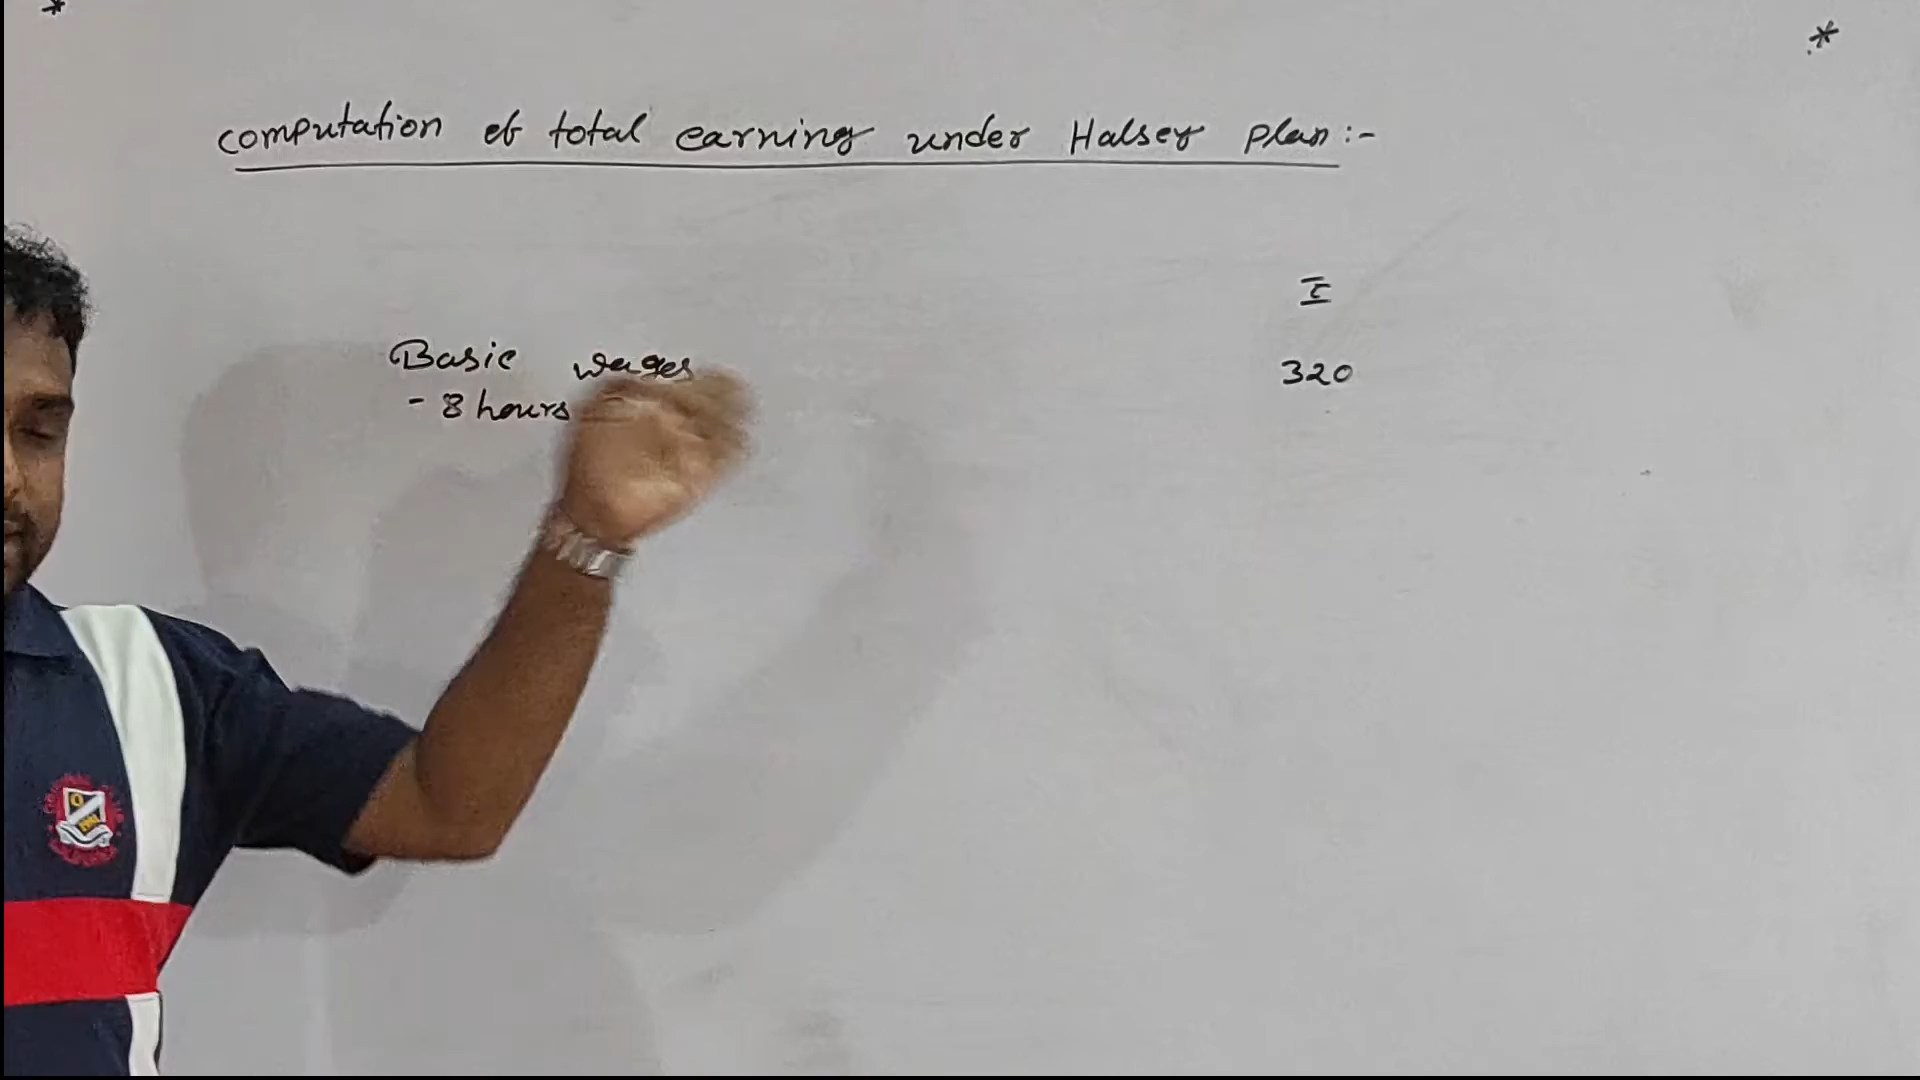 * *
computation of total earning under Halsey plan:-
I
Basic wages 320
- 8 hours